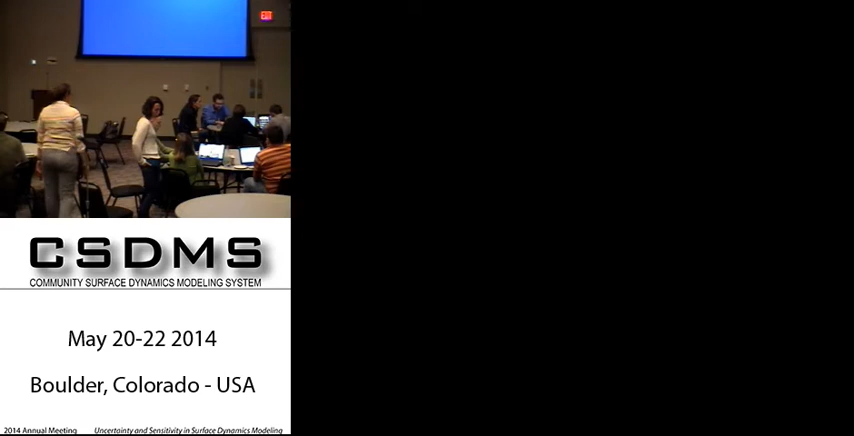 CSDMS
COMMUNITY SURFACE DYNAMICS MODELING SYSTEM
May 20-22 2014
Boulder, Colorado - USA
2014 Annual Meeting Uncertainty and Sensitivity in Surface Dynamics Modeling